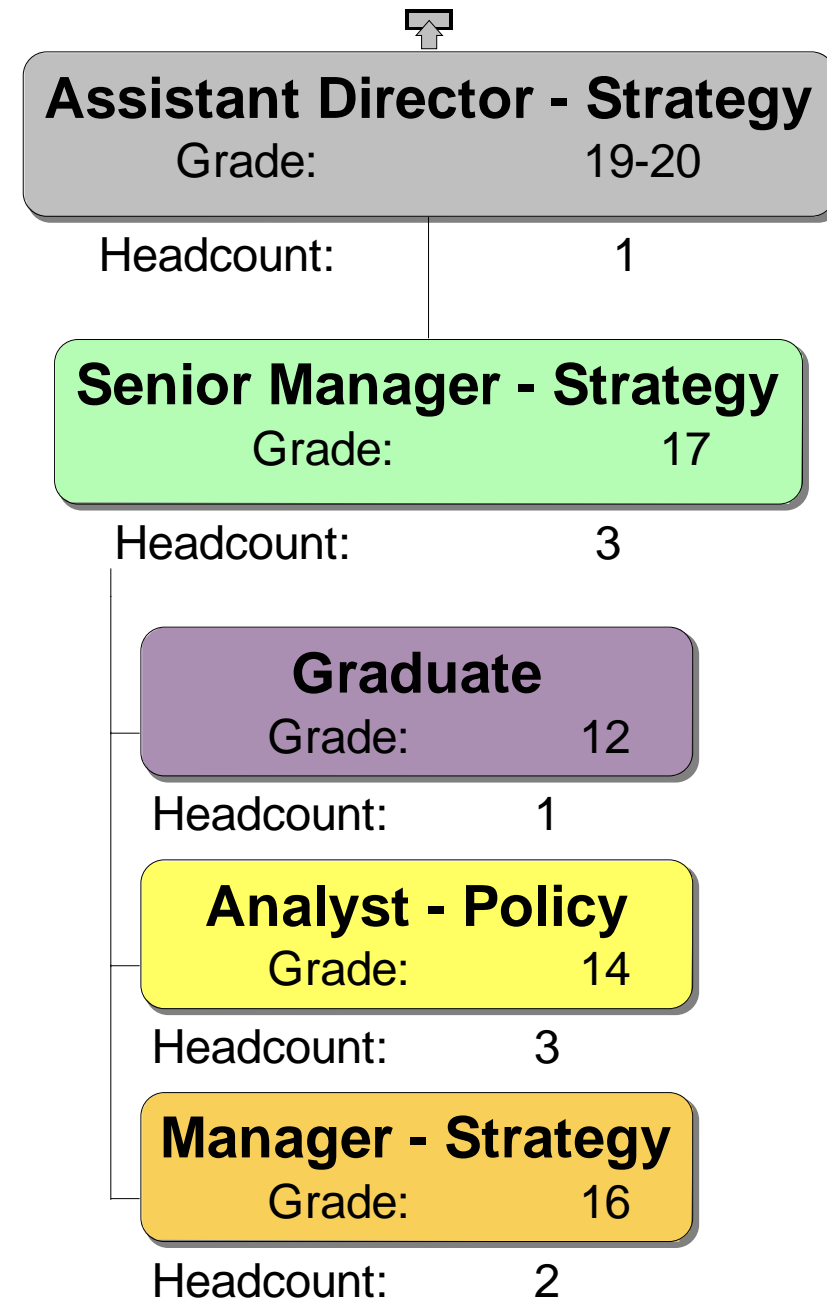 Assistant Director - Strategy
Grade: 19-20
Headcount: 1
Senior Manager - Strategy
Grade: 17
Headcount: 3
Graduate
Grade: 12
Headcount: 1
Analyst - Policy
Grade: 14
Headcount: 3
Manager - Strategy
Grade: 16
Headcount: 2